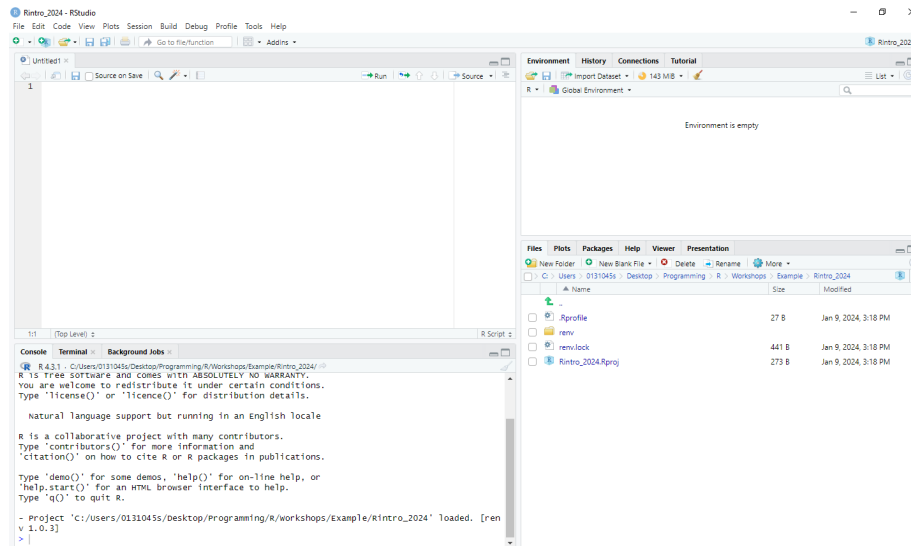 Rintro_2024 - RStudio
File Edit Code View Plots Session Build Debug Profile Tools Help
Go to file/function Addins Rintro_202
Untitled1
Source on Save Run Source
1
1:1 (Top Level) R Script
Console Terminal Background Jobs
R 4.3.1 · C:/Users/0131045s/Desktop/Programming/R/Workshops/Example/Rintro_2024/
R is free software and comes with ABSOLUTELY NO WARRANTY.
You are welcome to redistribute it under certain conditions.
Type 'license()' or 'licence()' for distribution details.
Natural language support but running in an English locale
R is a collaborative project with many contributors.
Type 'contributors()' for more information and
'citation()' on how to cite R or R packages in publications.
Type 'demo()' for some demos, 'help()' for on-line help, or
'help.start()' for an HTML browser interface to help.
Type 'q()' to quit R.
- Project 'C:/Users/0131045s/Desktop/Programming/R/Workshops/Example/Rintro_2024' loaded. [ren
v 1.0.3]
>
Environment History Connections Tutorial
Import Dataset 143 MiB List
R Global Environment
Environment is empty
Files Plots Packages Help Viewer Presentation
New Folder New Blank File Delete Rename More
C: Users 0131045s Desktop Programming R Workshops Example Rintro_2024
Name Size Modified
..
.Rprofile 27 B Jan 9, 2024, 3:18 PM
renv
renv.lock 441 B Jan 9, 2024, 3:18 PM
Rintro_2024.Rproj 273 B Jan 9, 2024, 3:18 PM